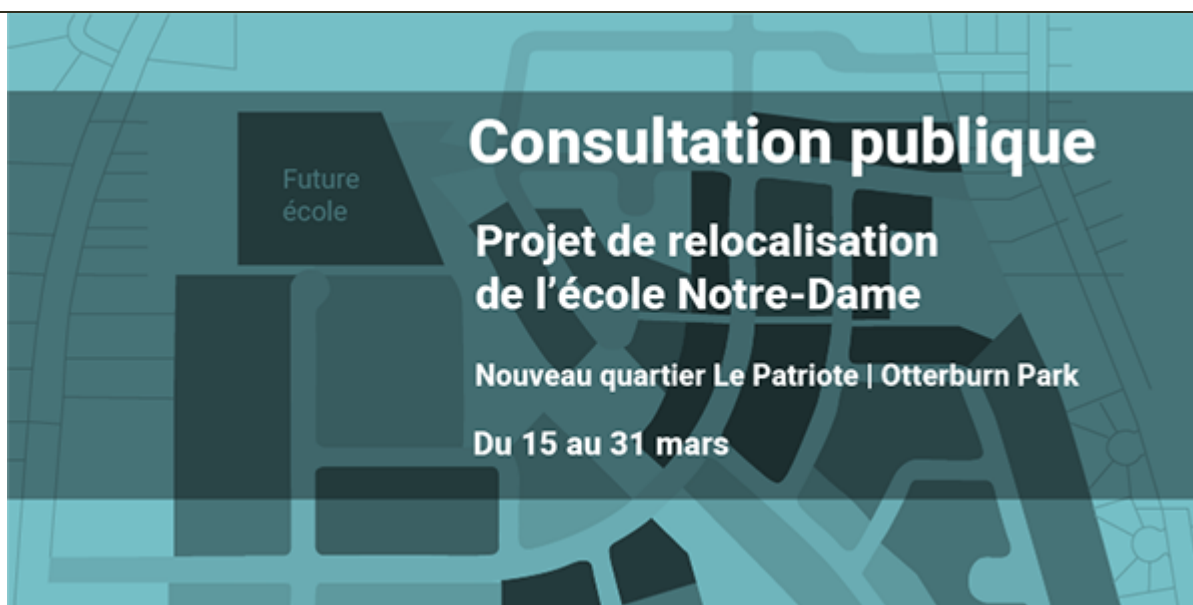 Consultation publique
Future
école
Projet de relocalisation
de l'école Notre-Dame
Nouveau quartier Le Patriote | Otterburn Park
Du 15 au 31 mars